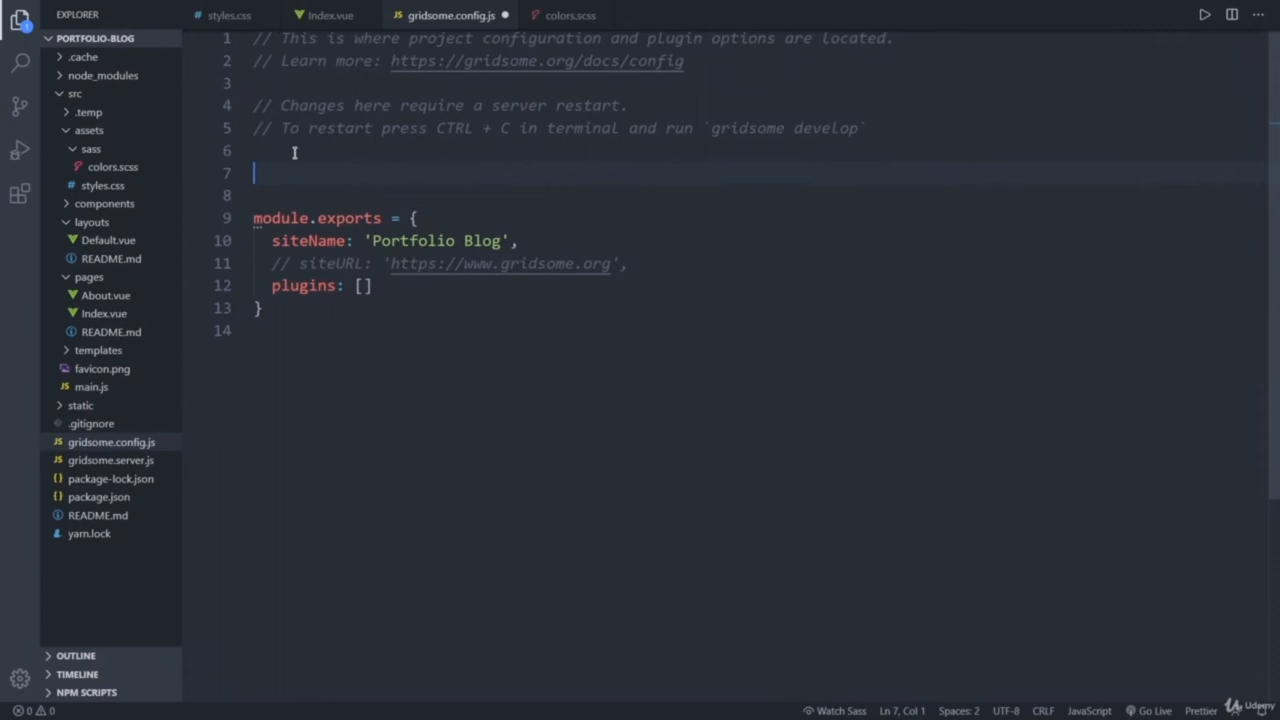 EXPLORER
styles.css
Index.vue
gridsome.config.js
colors.scss
PORTFOLIO-BLOG
.cache
node_modules
src
.temp
assets
sass
colors.scss
styles.css
components
layouts
Default.vue
README.md
pages
About.vue
Index.vue
README.md
templates
favicon.png
main.js
static
.gitignore
gridsome.config.js
gridsome.server.js
package-lock.json
package.json
README.md
yarn.lock
OUTLINE
TIMELINE
NPM SCRIPTS
1 // This is where project configuration and plugin options are located.
2 // Learn more: https://gridsome.org/docs/config
3
4 // Changes here require a server restart.
5 // To restart press CTRL + C in terminal and run `gridsome develop`
6
7
8
9 module.exports = {
10 siteName: 'Portfolio Blog',
11 // siteURL: 'https://www.gridsome.org',
12 plugins: []
13 }
14
1
0 0
Watch Sass
Ln 7, Col 1
Spaces: 2
UTF-8
CRLF
JavaScript
Go Live
Prettier
Udemy